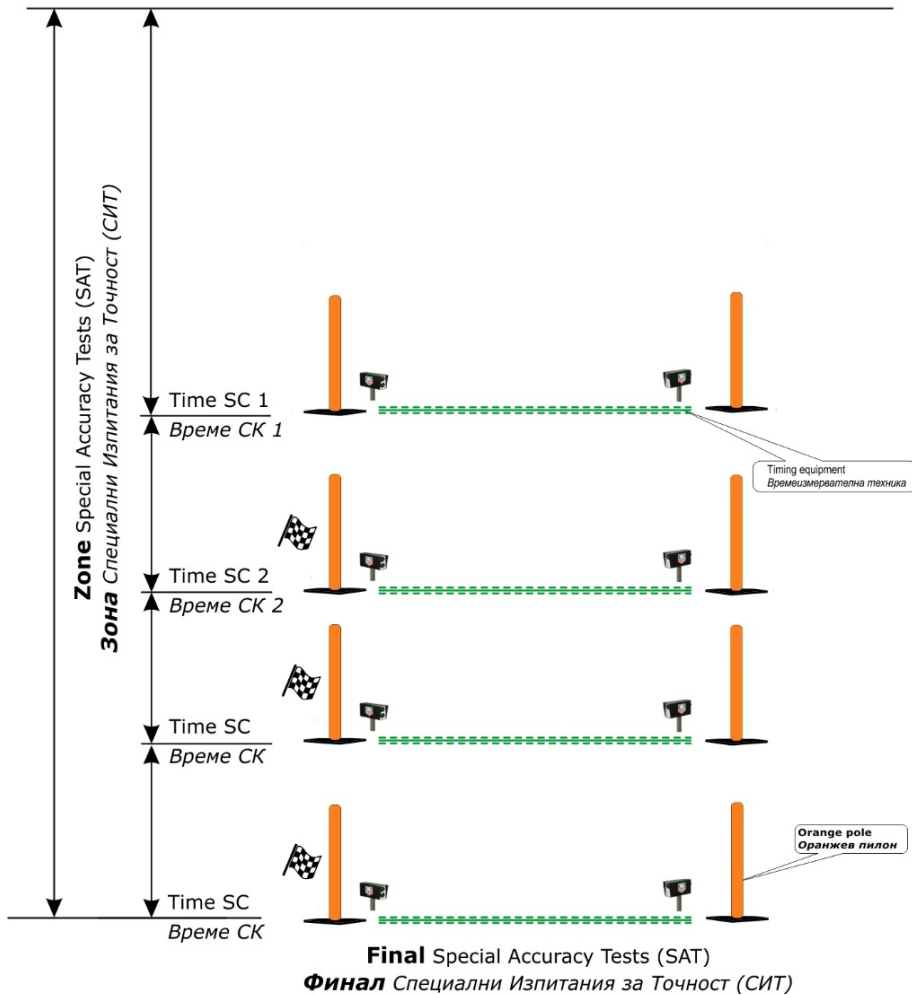 Zone Special Accuracy Tests (SAT)
Зона Специални Изпитания за Точност (СИТ)
Time SC 1
Време СК 1
Timing equipment
Времеизмервателна техника
Time SC 2
Време СК 2
Time SC
Време СК
Orange pole
Оранжев пилон
Time SC
Време СК
Final Special Accuracy Tests (SAT)
Финал Специални Изпитания за Точност (СИТ)